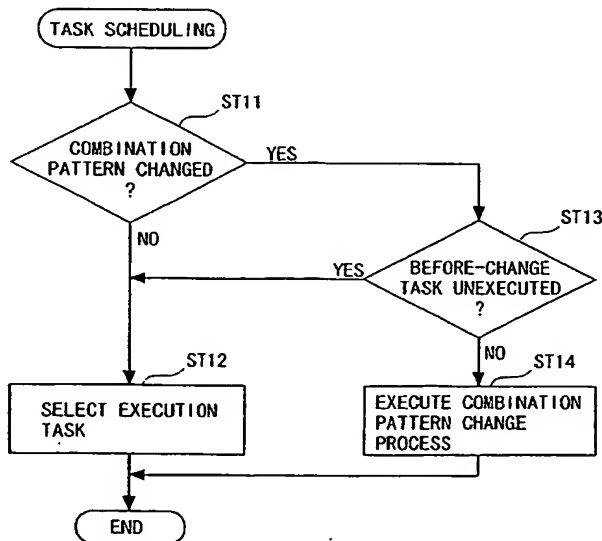 TASK SCHEDULING
ST11
COMBINATION
PATTERN CHANGED
?
YES
NO
ST13
BEFORE-CHANGE
TASK UNEXECUTED
?
YES
NO
ST12
SELECT EXECUTION
TASK
ST14
EXECUTE COMBINATION
PATTERN CHANGE
PROCESS
END